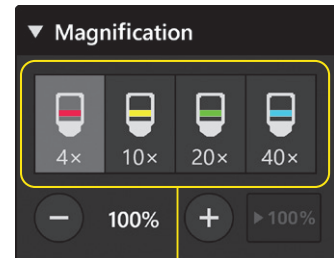 ▼ Magnification
4× 10× 20× 40×
− 100% + ▶100%